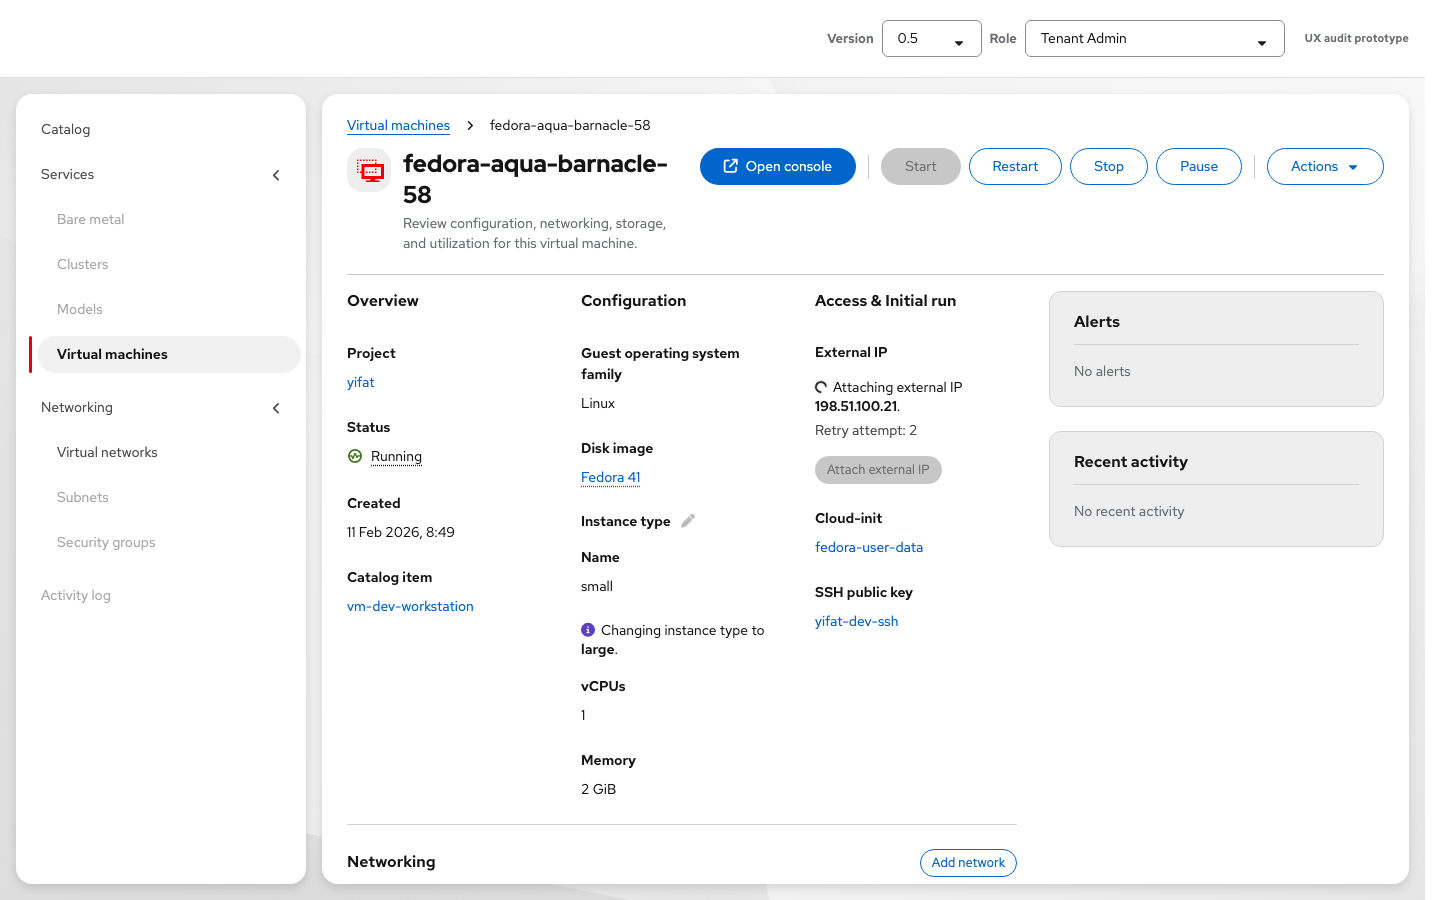 Version
0.5
Role
Tenant Admin
UX audit prototype
Catalog
Services
Bare metal
Clusters
Models
Virtual machines
Networking
Virtual networks
Subnets
Security groups
Activity log
Virtual machines
fedora-aqua-barnacle-58
fedora-aqua-barnacle-
58
Review configuration, networking, storage,
and utilization for this virtual machine.
Open console
Start
Restart
Stop
Pause
Actions
Overview
Project
yifat
Status
Running
Created
11 Feb 2026, 8:49
Catalog item
vm-dev-workstation
Configuration
Guest operating system
family
Linux
Disk image
Fedora 41
Instance type
Name
small
Changing instance type to
large.
vCPUs
1
Memory
2 GiB
Access & Initial run
External IP
Attaching external IP
198.51.100.21.
Retry attempt: 2
Attach external IP
Cloud-init
fedora-user-data
SSH public key
yifat-dev-ssh
Alerts
No alerts
Recent activity
No recent activity
Networking
Add network